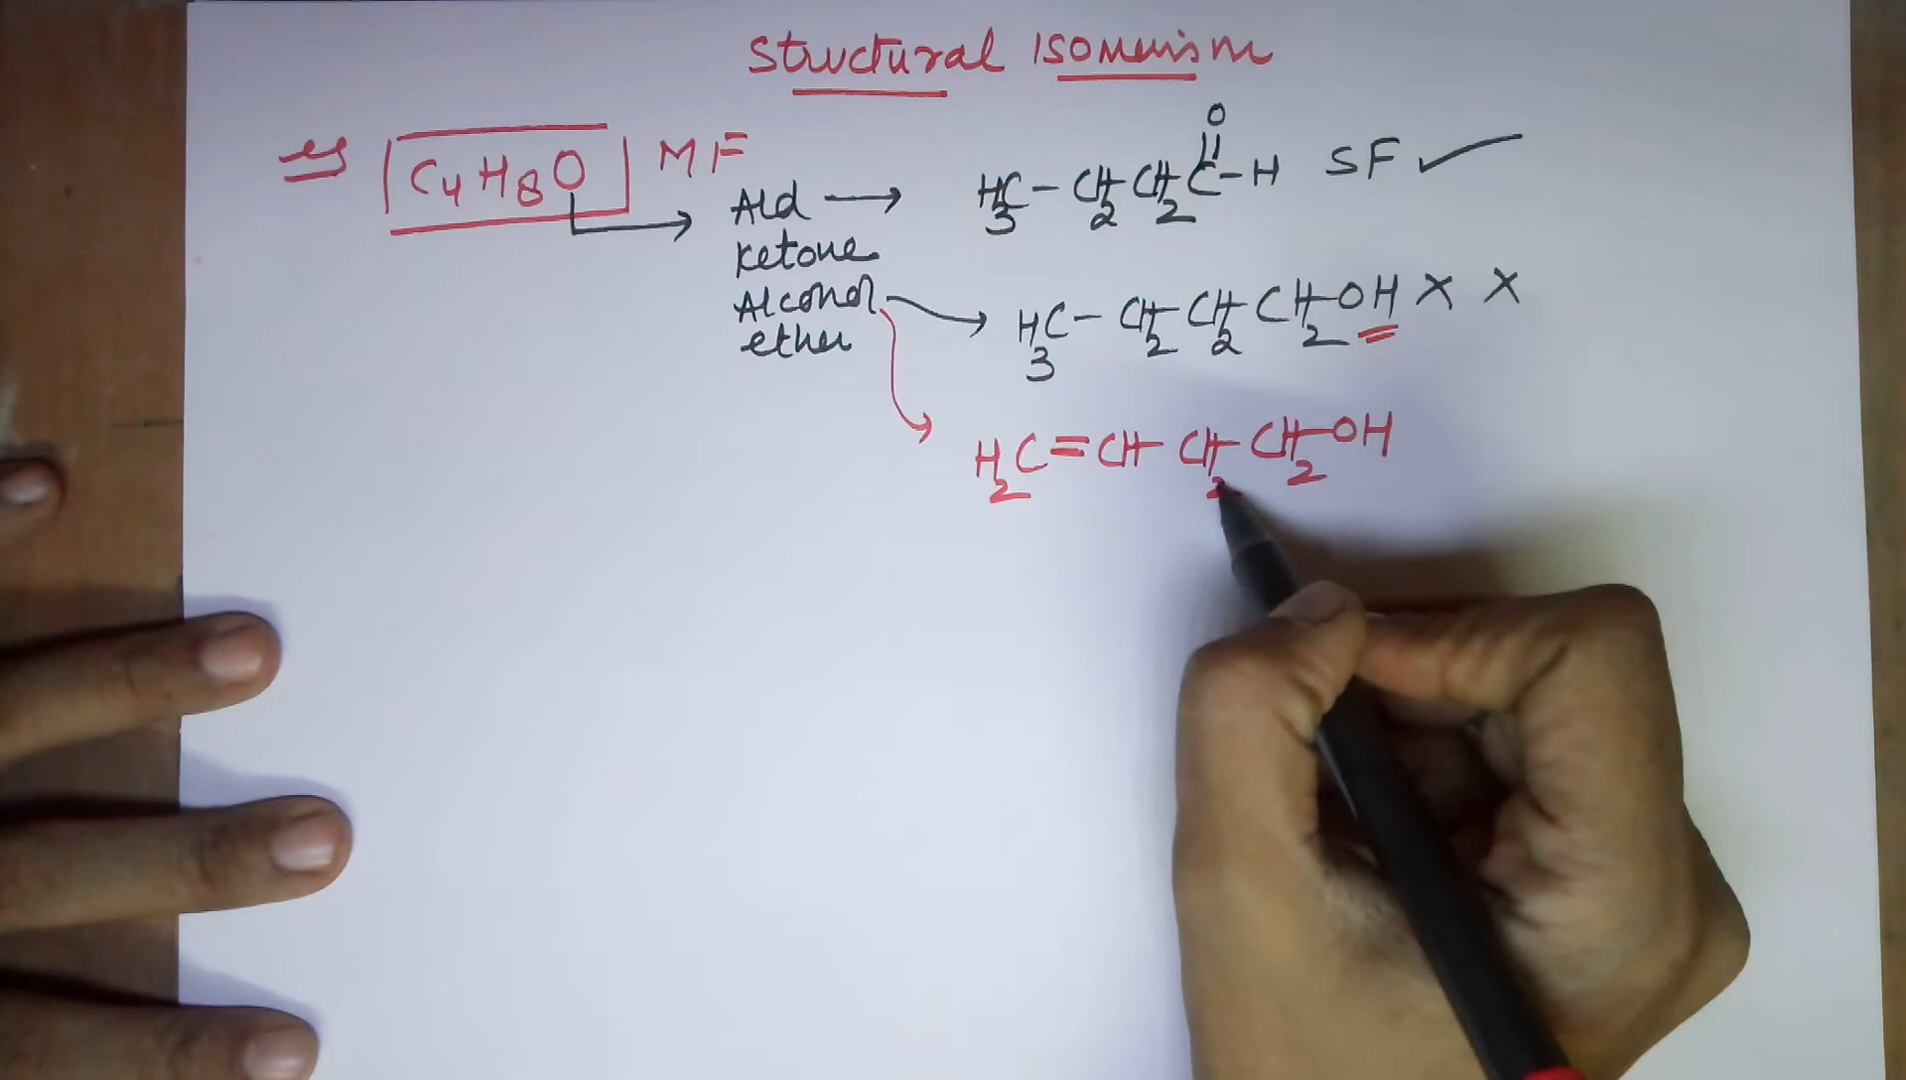 Structural Isomerism
eg C4H8O MF
Ald → H3C-CH2-CH2-C-H SF ✓
O
ketone
Alcohol → H3C-CH2-CH2-CH2-OH X X
ether
H2C=CH-CH2-CH2-OH